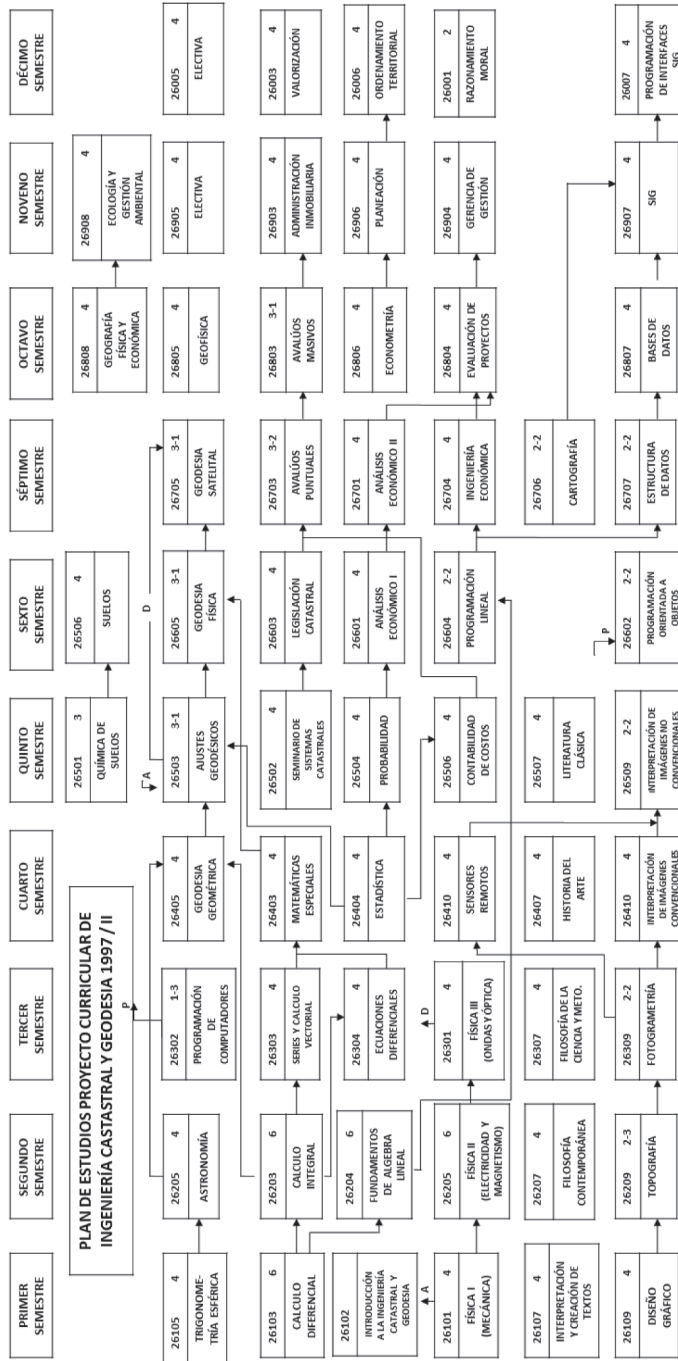 PLAN DE ESTUDIOS PROYECTO CURRICULAR DE
INGENIERÍA CASTASTRAL Y GEODESIA 1997 / II
PRIMER
SEMESTRE
26105 4
TRIGONOME-
TRÍA ESFÉRICA
26103 6
CALCULO
DIFERENCIAL
26102
INTRODUCCIÓN
A LA INGENIERÍA
CATASTRAL Y
GEODESIA
A
26101 4
FÍSICA I
(MECÁNICA)
26107 4
INTERPRETACIÓN
Y CREACIÓN DE
TEXTOS
26109 4
DISEÑO
GRÁFICO
SEGUNDO
SEMESTRE
26205 4
ASTRONOMÍA
26203 6
CALCULO
INTEGRAL
26204 6
FUNDAMENTOS
DE ALGEBRA
LINEAL
26205 6
FÍSICA II
(ELECTRICIDAD Y
MAGNETISMO)
26207 4
FILOSOFÍA
CONTEMPORÁNEA
26209 2-3
TOPOGRAFÍA
TERCER
SEMESTRE
P
26302 1-3
PROGRAMACIÓN
DE
COMPUTADORES
26303 4
SERIES Y CALCULO
VECTORIAL
26304 4
ECUACIONES
DIFERENCIALES
D
26301 4
FÍSICA III
(ONDAS Y ÓPTICA)
26307 4
FILOSOFÍA DE LA
CIENCIA Y METO.
26309 2-2
FOTOGRAMETRÍA
CUARTO
SEMESTRE
26405 4
GEODESIA
GEOMÉTRICA
26403 4
MATEMÁTICAS
ESPECIALES
26404 4
ESTADÍSTICA
26410 4
SENSORES
REMOTOS
26407 4
HISTORIA DEL
ARTE
26410 4
INTERPRETACIÓN
DE IMÁGENES
CONVENCIONALES
QUINTO
SEMESTRE
26501 3
QUÍMICA DE
SUELOS
A
26503 3-1
AJUSTES
GEODÉSICOS
26502 4
SEMINARIO DE
SISTEMAS
CATASTRALES
26504 4
PROBABILIDAD
26506 4
CONTABILIDAD
DE COSTOS
26507 4
LITERATURA
CLÁSICA
26509 2-2
INTERPRETACIÓN DE
IMÁGENES NO
CONVENCIONALES
SEXTO
SEMESTRE
26506 4
SUELOS
D
26605 3-1
GEODESIA
FÍSICA
26603 4
LEGISLACIÓN
CATASTRAL
26601 4
ANÁLISIS
ECONÓMICO I
26604 2-2
PROGRAMACIÓN
LINEAL
P
26602 2-2
PROGRAMACIÓN
ORIENTADA A
OBJETOS
SÉPTIMO
SEMESTRE
26705 3-1
GEODESIA
SATELITAL
26703 3-2
AVALÚOS
PUNTUALES
26701 4
ANÁLISIS
ECONÓMICO II
26704 4
INGENIERÍA
ECONÓMICA
26706 2-2
CARTOGRAFÍA
26707 2-2
ESTRUCTURA
DE DATOS
OCTAVO
SEMESTRE
26808 4
GEOGRAFÍA
FÍSICA Y
ECONÓMICA
26805 4
GEOFÍSICA
26803 3-1
AVALÚOS
MASIVOS
26806 4
ECONOMETRÍA
26804 4
EVALUACIÓN DE
PROYECTOS
26807 4
BASES DE
DATOS
NOVENO
SEMESTRE
26908 4
ECOLOGÍA Y
GESTIÓN
AMBIENTAL
26905 4
ELECTIVA
26903 4
ADMINISTRACIÓN
INMOBILIARIA
26906 4
PLANEACIÓN
26904 4
GERENCIA DE
GESTIÓN
26907 4
SIG
DÉCIMO
SEMESTRE
26005 4
ELECTIVA
26003 4
VALORIZACIÓN
26006 4
ORDENAMIENTO
TERRITORIAL
26001 2
RAZONAMIENTO
MORAL
26007 4
PROGRAMACIÓN
DE INTERFACES
SIG